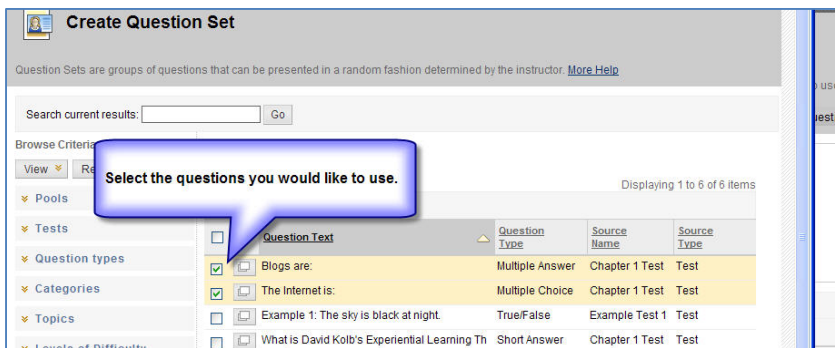 Create Question Set
Question Sets are groups of questions that can be presented in a random fashion determined by the instructor. More Help
Search current results: Go
Browse Criteria
View
Select the questions you would like to use.
Displaying 1 to 6 of 6 items
Pools
Tests
Question types
Categories
Topics
Question Text Question Type Source Name Source Type
Blogs are: Multiple Answer Chapter 1 Test Test
The Internet is: Multiple Choice Chapter 1 Test Test
Example 1: The sky is black at night. True/False Example Test 1 Test
What is David Kolb's Experiential Learning Th Short Answer Chapter 1 Test Test
Levels of Difficulty